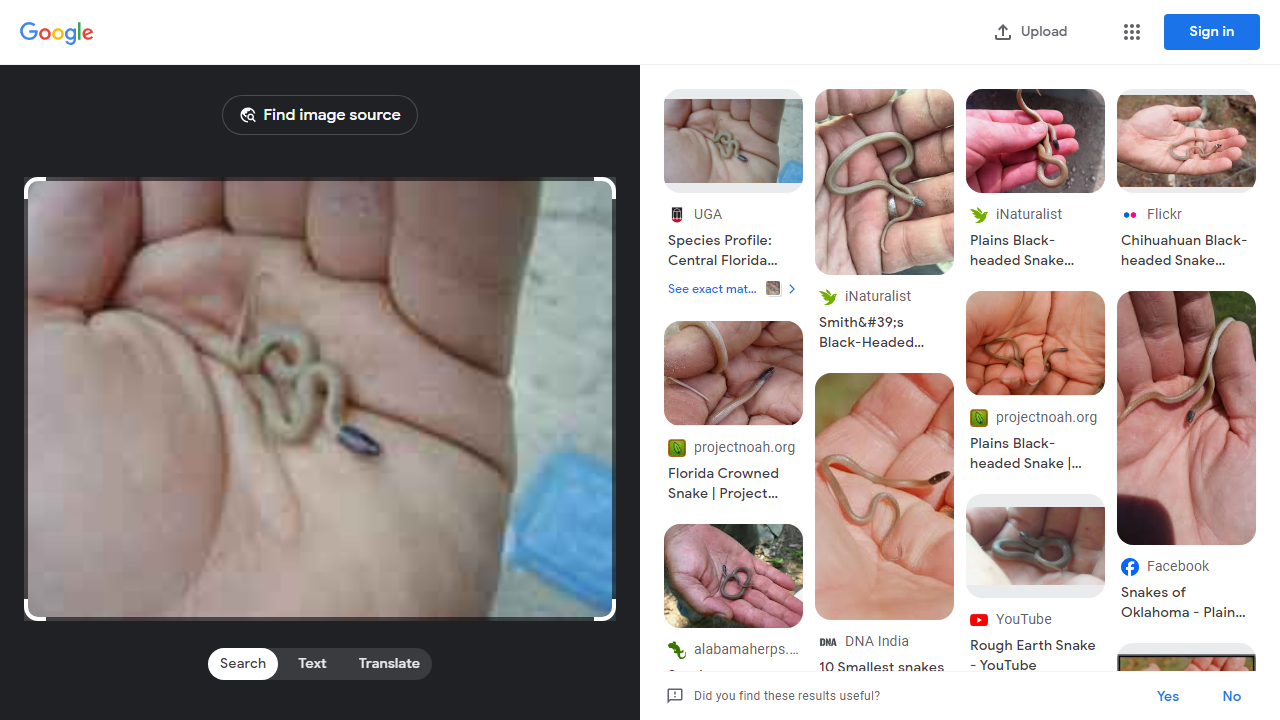 Google
Upload
Sign in
Find image source
Search
Text
Translate
UGA
Species Profile:
Central Florida...
See exact mat...
projectnoah.org
Florida Crowned
Snake | Project...
alabamaherps....
iNaturalist
Smith&#39;s
Black-Headed...
DNA
DNA India
10 Smallest snakes
iNaturalist
Plains Black-
headed Snake...
projectnoah.org
Plains Black-
headed Snake |...
YouTube
Rough Earth Snake
- YouTube
Flickr
Chihuahuan Black-
headed Snake...
Facebook
Snakes of
Oklahoma - Plain...
Did you find these results useful?
Yes
No